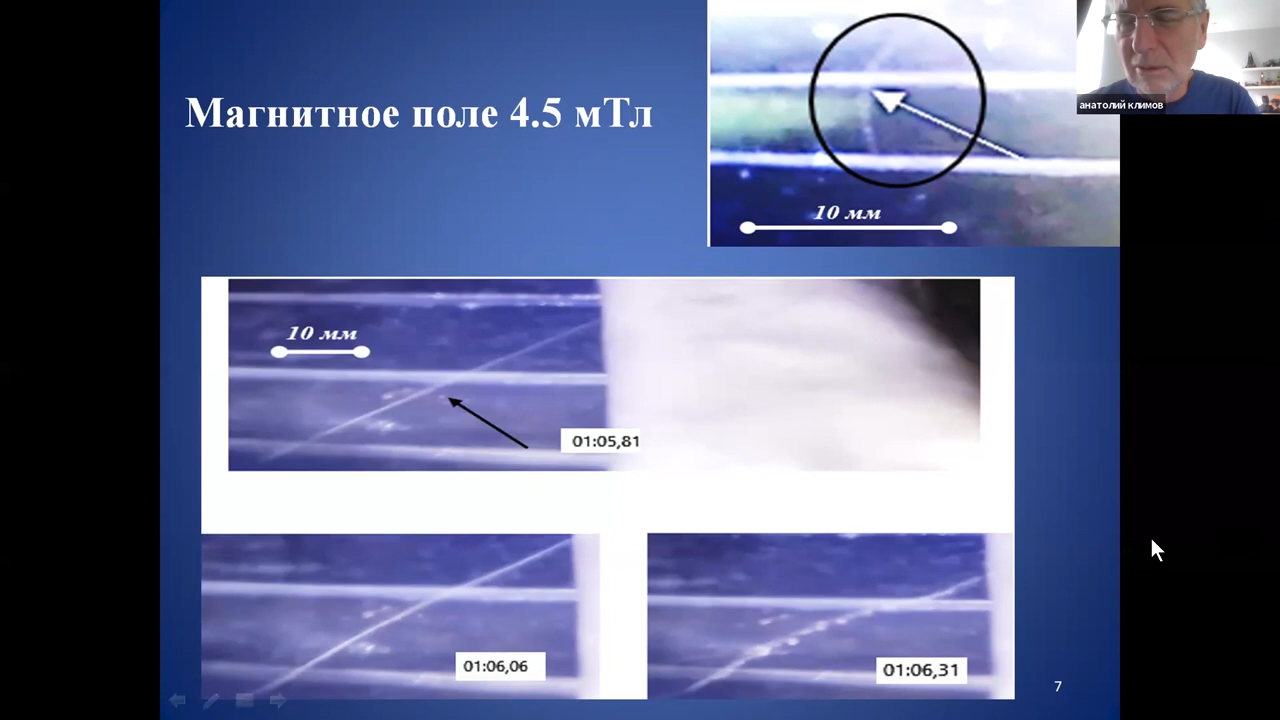 Магнитное поле 4.5 мТл
10 мм
анатолий климов
10 мм
01:05,81
01:06,06
01:06,31
7